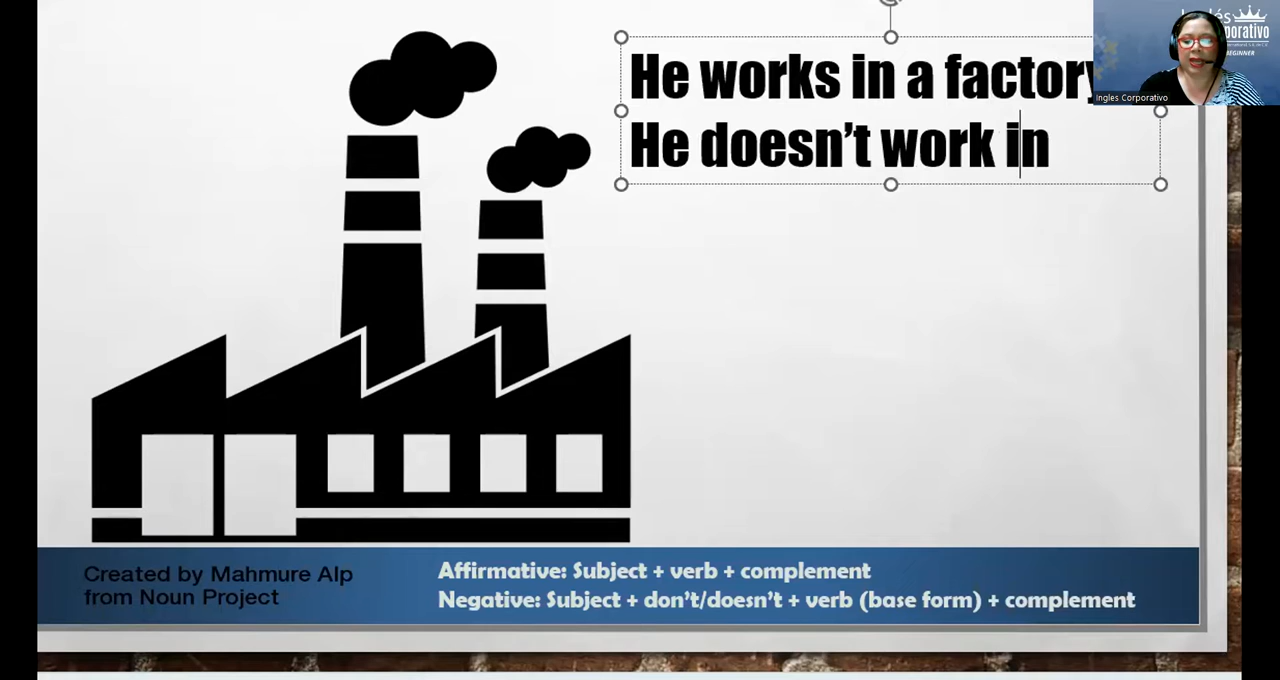 He works in a factory
He doesn't work in
Ingles Corporativo
BEGINNER
Created by Mahmure Alp
from Noun Project
Affirmative: Subject + verb + complement
Negative: Subject + don't/doesn't + verb (base form) + complement